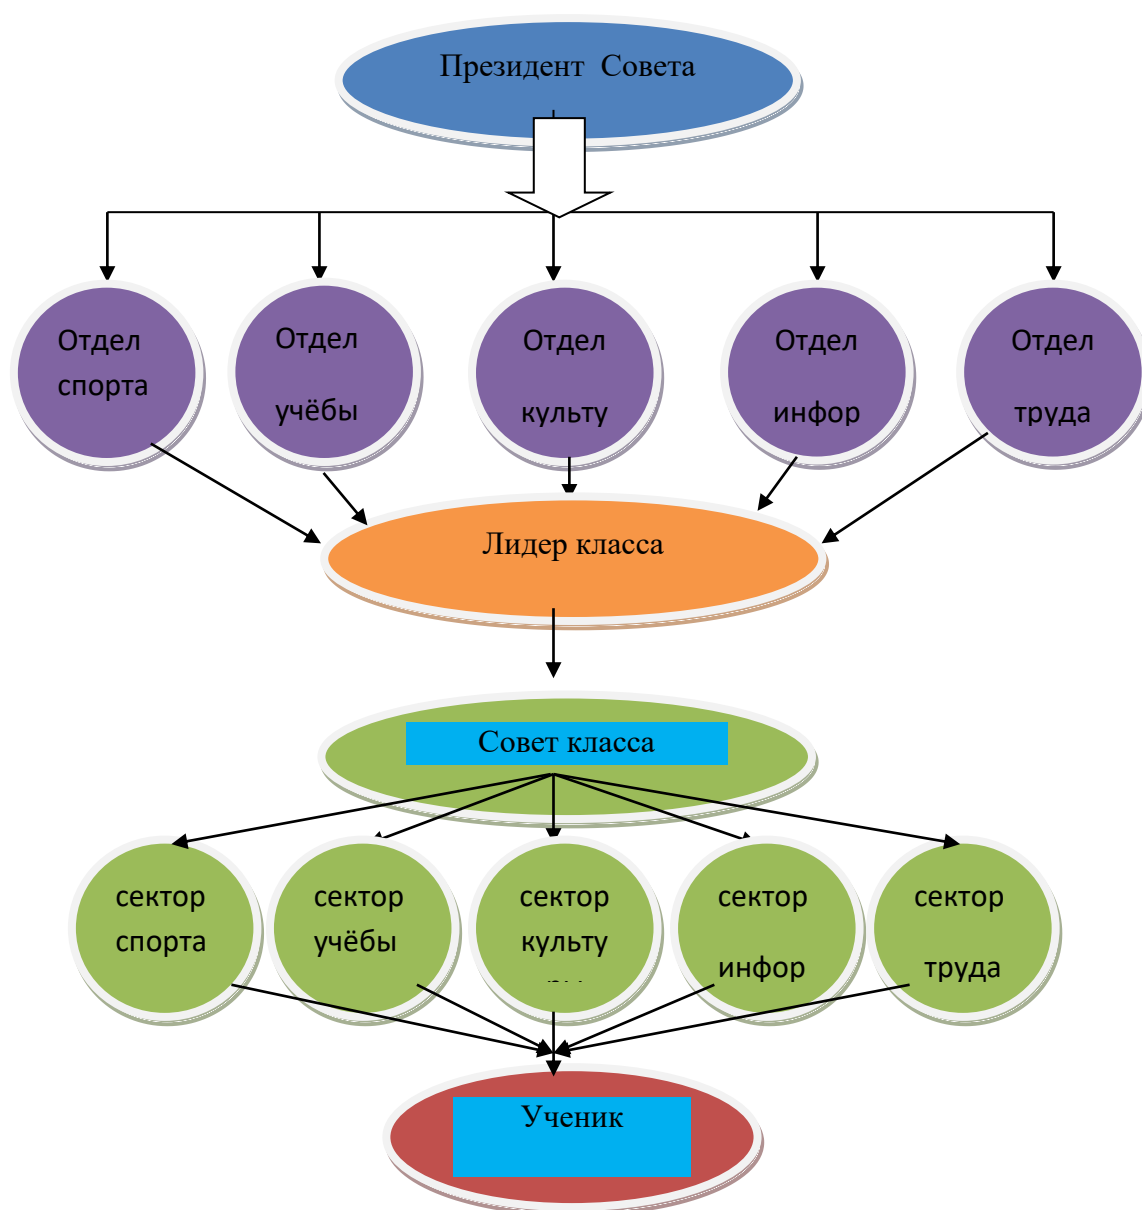 Президент Совета
Отдел
спорта
Отдел
учёбы
Отдел
культу
Отдел
инфор
Отдел
труда
Лидер класса
Совет класса
сектор
спорта
сектор
учёбы
сектор
культу
сектор
инфор
сектор
труда
Ученик